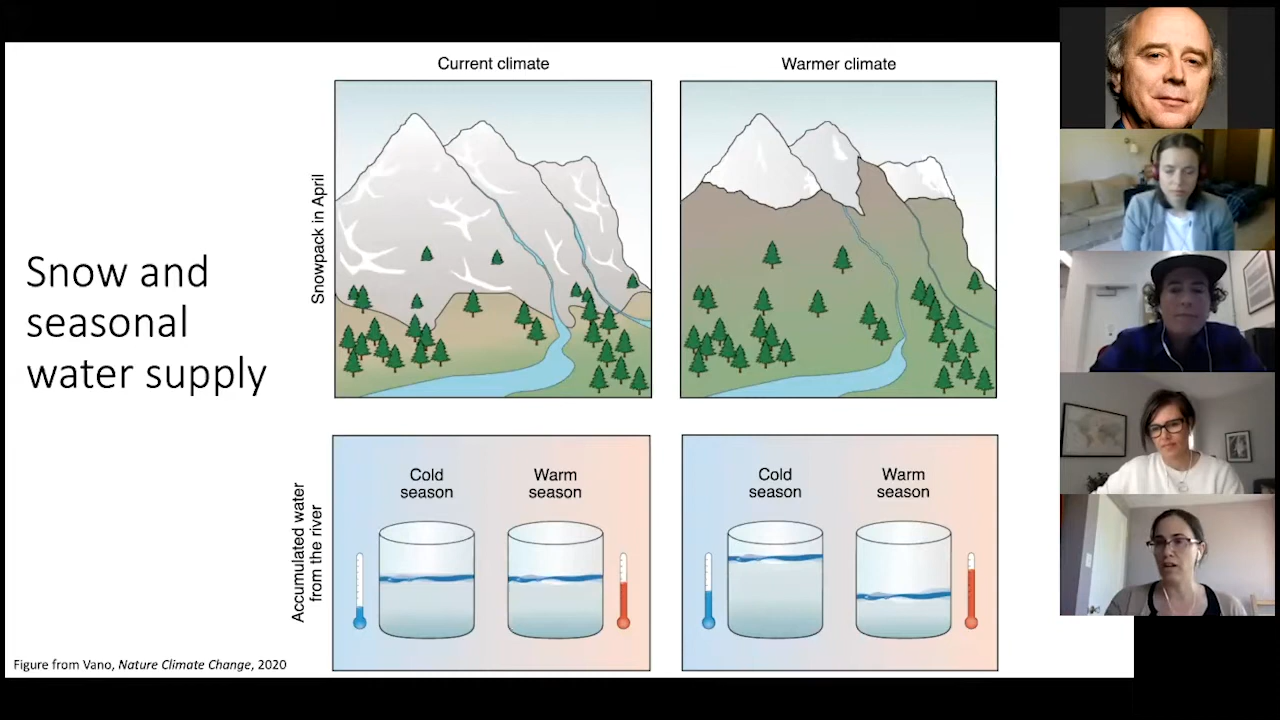 Current climate
Warmer climate
Snowpack in April
Snow and
seasonal
water supply
Cold
season
Warm
season
Cold
season
Warm
season
Accumulated water
from the river
Figure from Vano, Nature Climate Change, 2020